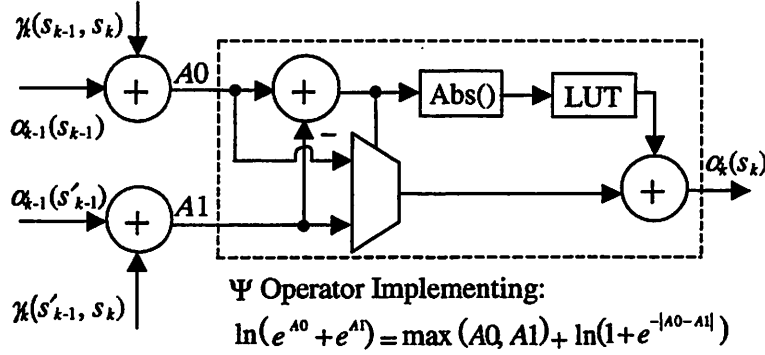 γₖ(sₖ₋₁, sₖ)
A0
+
+
Abs()
LUT
αₖ₋₁(sₖ₋₁)
−
αₖ(sₖ)
αₖ₋₁(s′ₖ₋₁)
A1
+
+
γₖ(s′ₖ₋₁, sₖ)
Ψ Operator Implementing:
ln(e^{A0} + e^{A1}) = max (A0, A1) + ln(1+e^{-|A0-A1|})